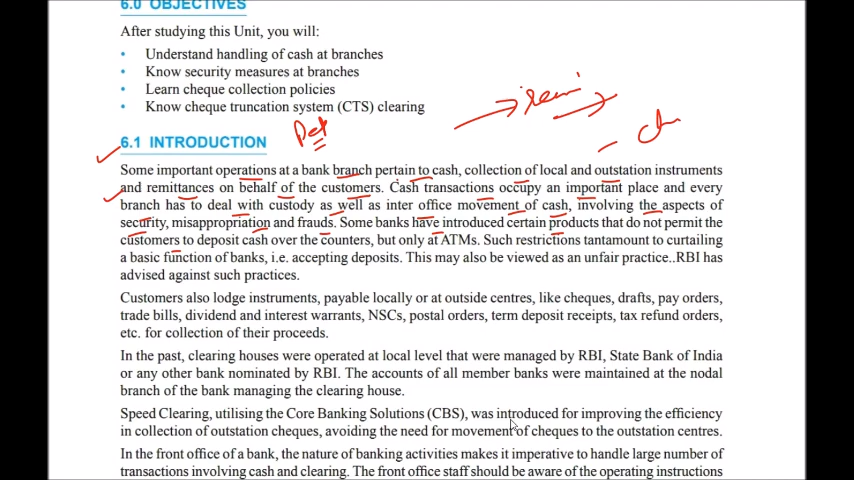 6.0 OBJECTIVES
After studying this Unit, you will:
• Understand handling of cash at branches
• Know security measures at branches
• Learn cheque collection policies
• Know cheque truncation system (CTS) clearing
6.1 INTRODUCTION
Some important operations at a bank branch pertain to cash, collection of local and outstation instruments
and remittances on behalf of the customers. Cash transactions occupy an important place and every
branch has to deal with custody as well as inter office movement of cash, involving the aspects of
security, misappropriation and frauds. Some banks have introduced certain products that do not permit the
customers to deposit cash over the counters, but only at ATMs. Such restrictions tantamount to curtailing
a basic function of banks, i.e. accepting deposits. This may also be viewed as an unfair practice..RBI has
advised against such practices.
Customers also lodge instruments, payable locally or at outside centres, like cheques, drafts, pay orders,
trade bills, dividend and interest warrants, NSCs, postal orders, term deposit receipts, tax refund orders,
etc. for collection of their proceeds.
In the past, clearing houses were operated at local level that were managed by RBI, State Bank of India
or any other bank nominated by RBI. The accounts of all member banks were maintained at the nodal
branch of the bank managing the clearing house.
Speed Clearing, utilising the Core Banking Solutions (CBS), was introduced for improving the efficiency
in collection of outstation cheques, avoiding the need for movement of cheques to the outstation centres.
In the front office of a bank, the nature of banking activities makes it imperative to handle large number of
transactions involving cash and clearing. The front office staff should be aware of the operating instructions